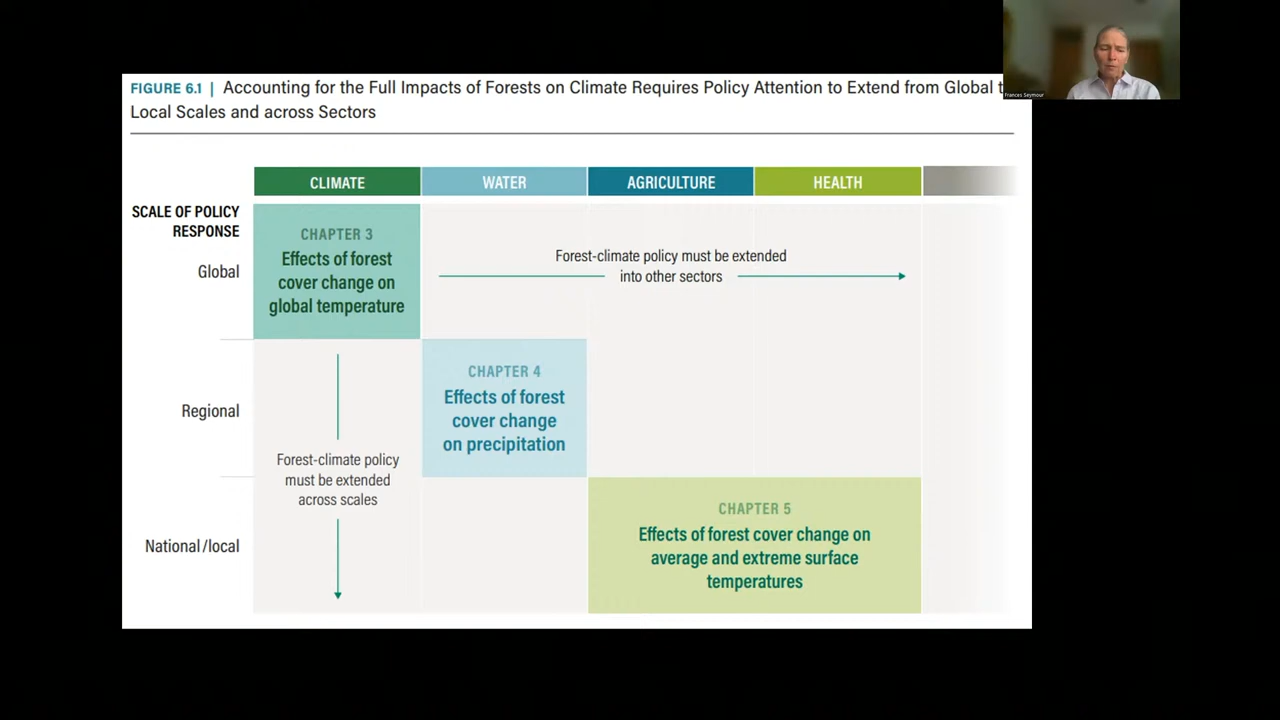 FIGURE 6.1 | Accounting for the Full Impacts of Forests on Climate Requires Policy Attention to Extend from Global
Local Scales and across Sectors
Frances Seymour
CLIMATE WATER AGRICULTURE HEALTH
SCALE OF POLICY
RESPONSE
Global
CHAPTER 3
Effects of forest
cover change on
global temperature
Forest-climate policy must be extended
into other sectors
Regional
CHAPTER 4
Effects of forest
cover change
on precipitation
Forest-climate policy
must be extended
across scales
National/local
CHAPTER 5
Effects of forest cover change on
average and extreme surface
temperatures